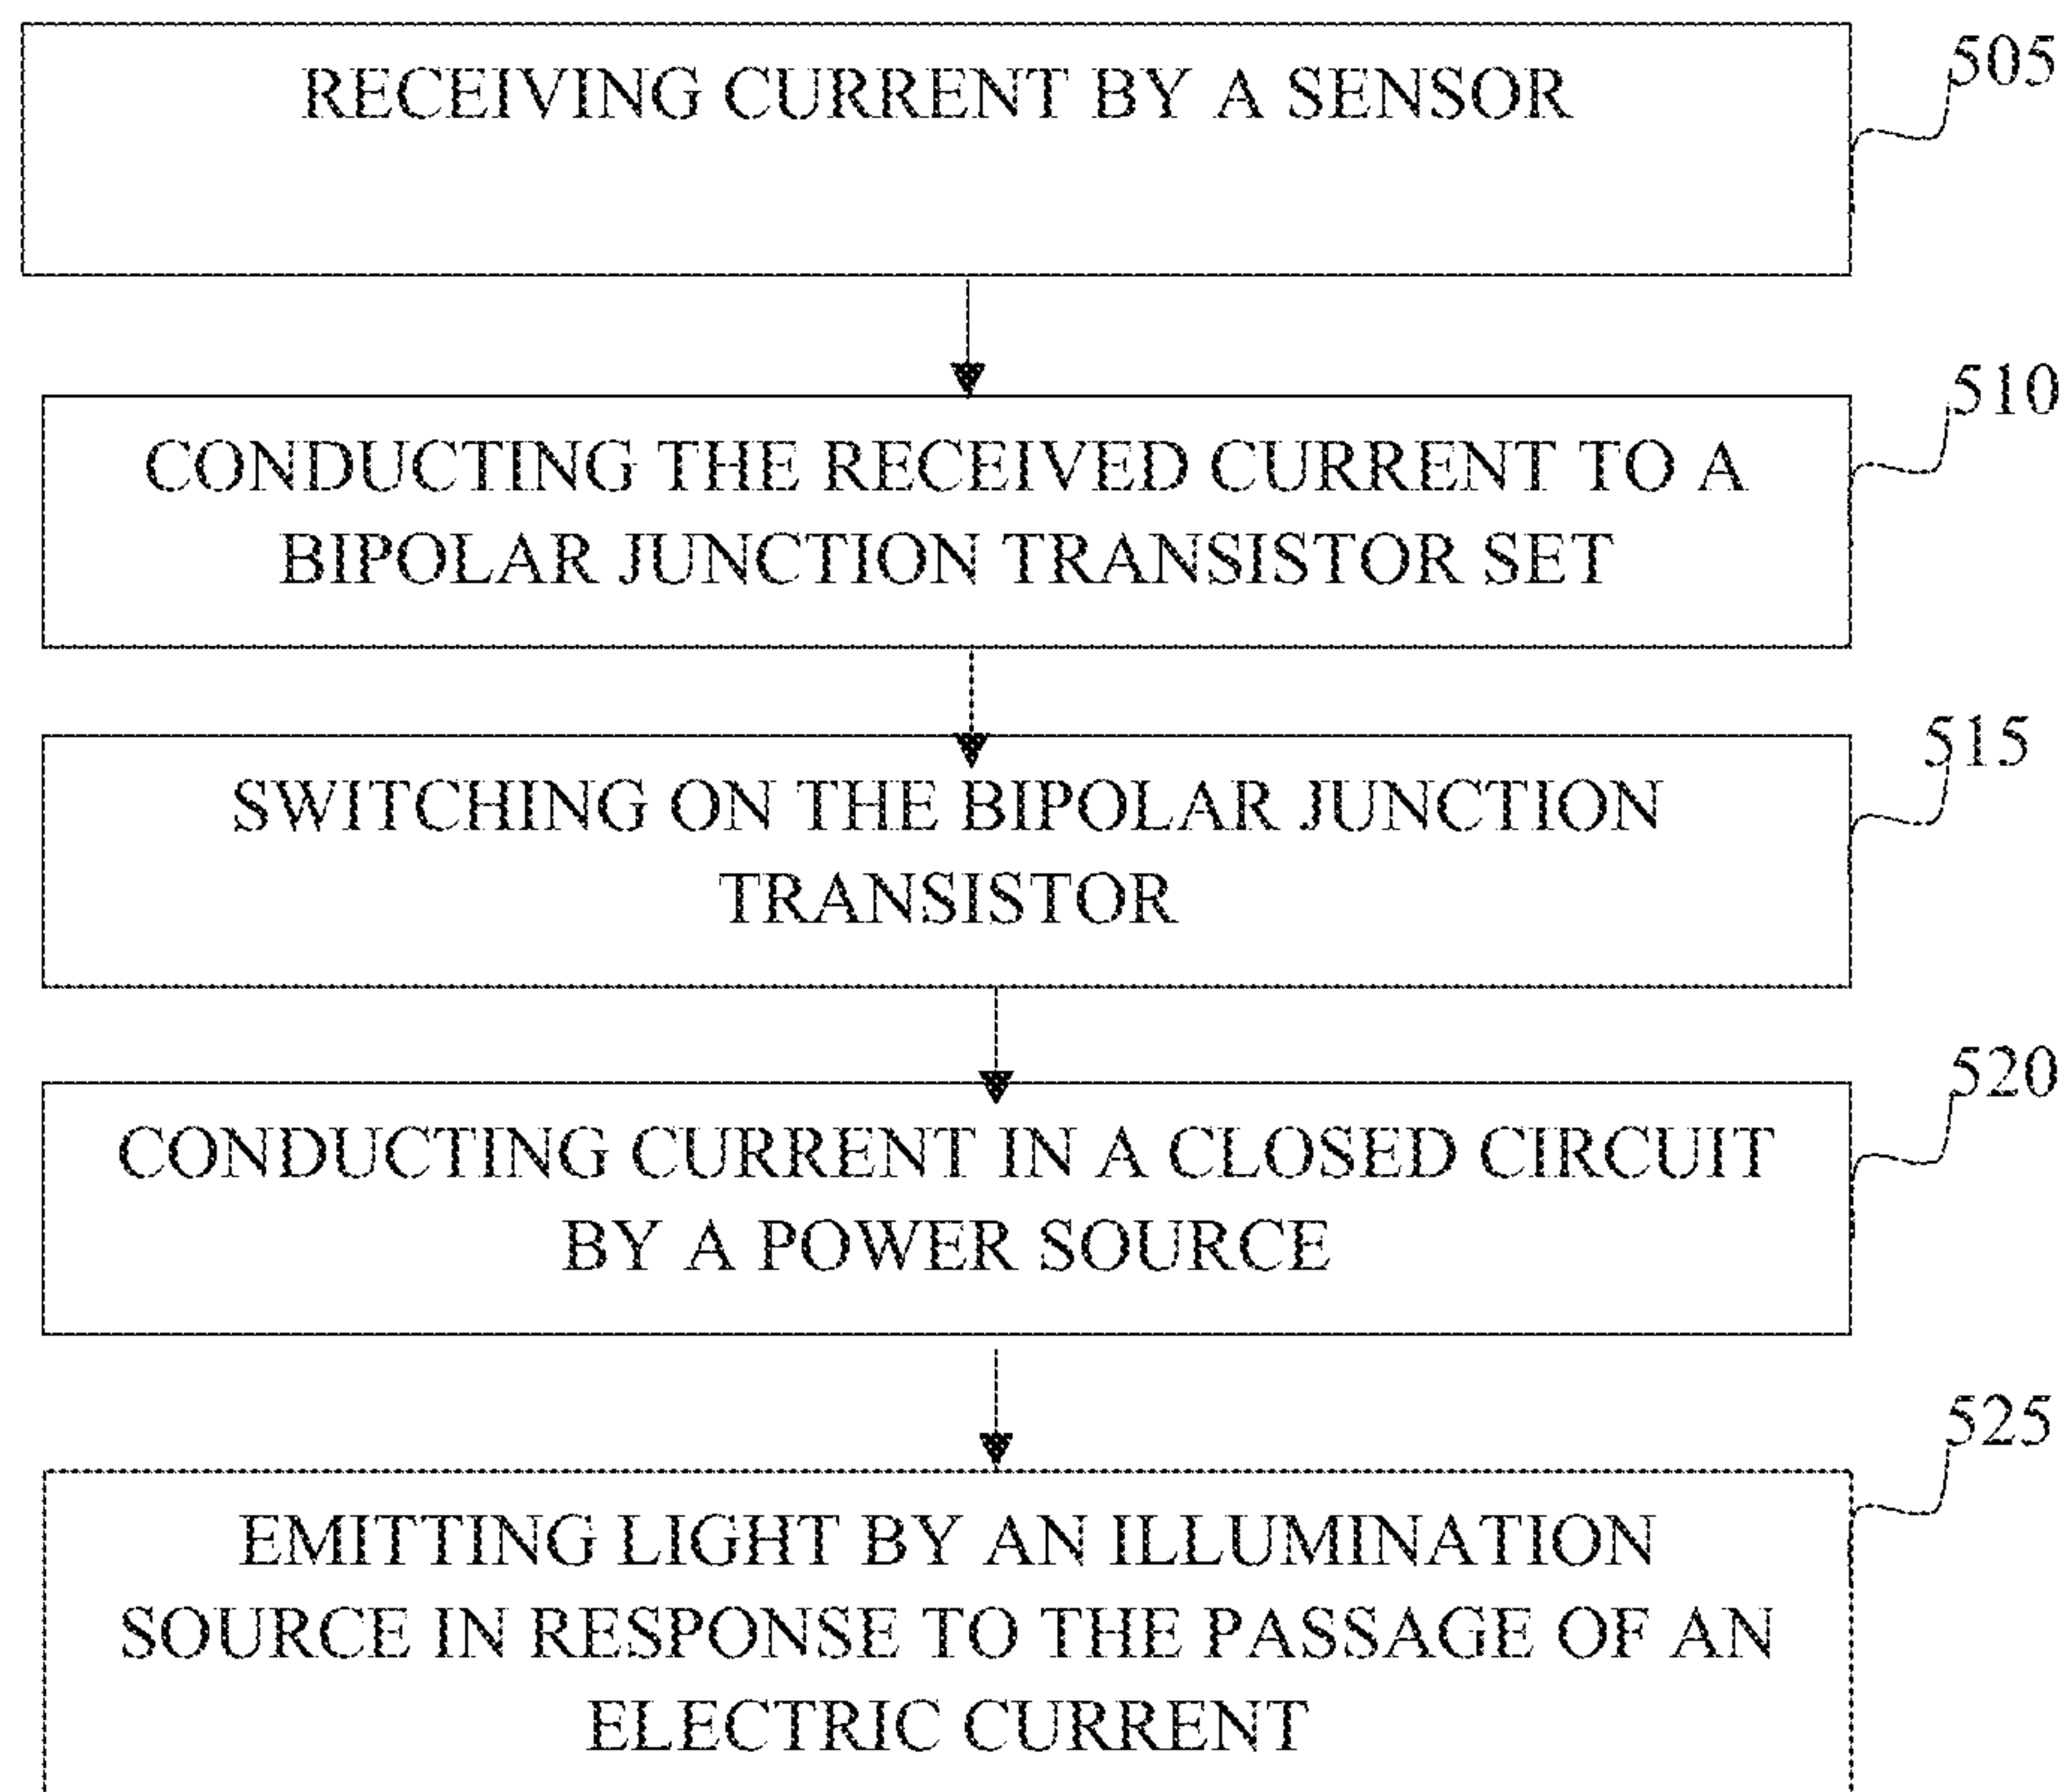 RECEIVING CURRENT BY A SENSOR
505
CONDUCTING THE RECEIVED CURRENT TO A
BIPOLAR JUNCTION TRANSISTOR SET
510
SWITCHING ON THE BIPOLAR JUNCTION
TRANSISTOR
515
CONDUCTING CURRENT IN A CLOSED CIRCUIT
BY A POWER SOURCE
520
EMITTING LIGHT BY AN ILLUMINATION
SOURCE IN RESPONSE TO THE PASSAGE OF AN
ELECTRIC CURRENT
525